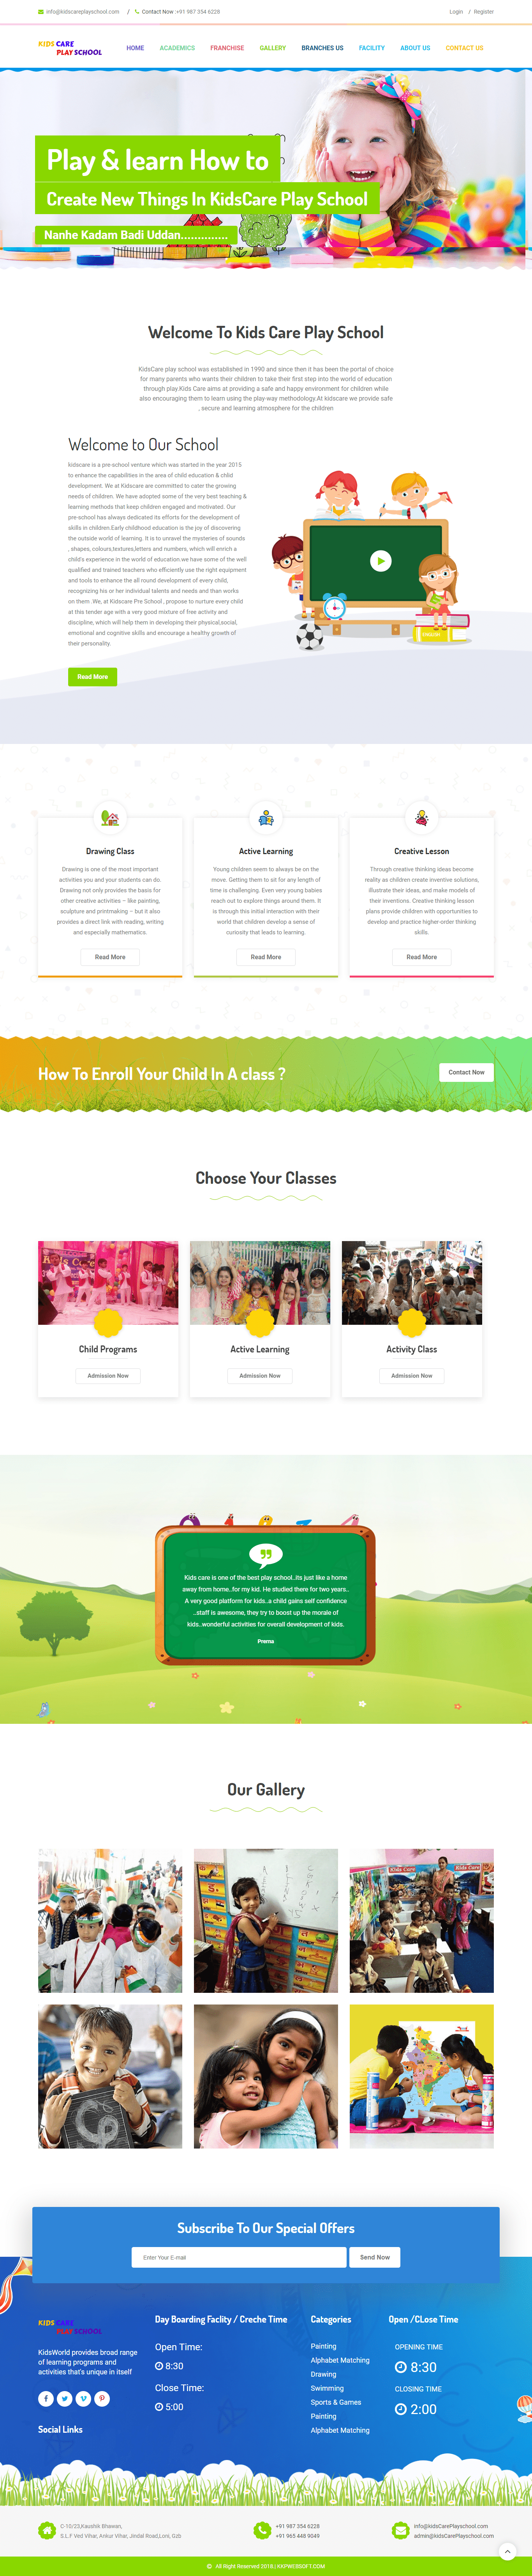 info@kidscareplayschool.com / Contact Now :+91 987 354 6228
Login / Register
KIDS CARE
PLAY SCHOOL
HOME ACADEMICS FRANCHISE GALLERY BRANCHES US FACILITY ABOUT US CONTACT US
Play & learn How to
Create New Things In KidsCare Play School
Nanhe Kadam Badi Uddan.............
Welcome To Kids Care Play School
KidsCare play school was established in 1990 and since then it has been the portal of choice
for many parents who wants their children to take their first step into the world of education
through play.Kids Care aims at providing a safe and happy environment for children while
also encouraging them to learn using the play-way methodology.At kidscare we provide safe
, secure and learning atmosphere for the children
Welcome to Our School
kidscare is a pre-school venture which was started in the year 2015
to enhance the capabilities in the area of child education & child
development. We at Kidscare are committed to cater the growing
needs of children. We have adopted some of the very best teaching &
learning methods that keep children engaged and motivated. Our
pre-school has always dedicated its efforts for the development of
skills in children.Early childhood education is the joy of discovering
the outside world of learning. It is to unravel the mysteries of sounds
, shapes, colours,textures,letters and numbers, which will enrich a
child's experience in the world of education we have some of the well
qualified and trained teachers who efficiently use the right equipment
and tools to enhance the all round development of every child,
recognizing his or her individual talents and needs and than works
on them .We, at Kidscare Pre School , propose to nurture every child
at this tender age with a very good mixture of free activity and
discipline, which will help them in developing their physical,social,
emotional and cognitive skills and encourage a healthy growth of
their personality.
ENGLISH
Read More
Drawing Class
Drawing is one of the most important
activities you and your students can do.
Drawing not only provides the basis for
other creative activities – like painting,
sculpture and printmaking – but it also
provides a direct link with reading, writing
and especially mathematics.
Read More
Active Learning
Young children seem to always be on the
move. Getting them to sit for any length of
time is challenging. Even very young babies
reach out to explore things around them. It
is through this initial interaction with their
world that children develop a sense of
curiosity that leads to learning.
Read More
Creative Lesson
Through creative thinking ideas become
reality as children create inventive solutions,
illustrate their ideas, and make models of
their inventions. Creative thinking lesson
plans provide children with opportunities to
develop and practice higher-order thinking
skills.
Read More
How To Enroll Your Child In A class ?
Contact Now
Choose Your Classes
Child Programs
Admission Now
Active Learning
Admission Now
Activity Class
Admission Now
Kids care is one of the best play school..its just like a home
away from home..for my kid. He studied there for two years..
A very good platform for kids..a child gains self confidence
..staff is awesome, they try to boost up the morale of
kids..wonderful activities for overall development of kids.
Prerna
Our Gallery
Kids Care Kids Care
Subscribe To Our Special Offers
Enter Your E-mail
Send Now
KIDS CARE
PLAY SCHOOL
KidsWorld provides broad range
of learning programs and
activities that's unique in itself
Social Links
Day Boarding Faclity / Creche Time
Open Time:
8:30
Close Time:
5:00
Categories
Painting
Alphabet Matching
Drawing
Swimming
Sports & Games
Painting
Alphabet Matching
Open /CLose Time
OPENING TIME
8:30
CLOSING TIME
2:00
C-10/23,Kaushik Bhawan,
S.L.F Ved Vihar, Ankur Vihar, Jindal Road,Loni, Gzb
+91 987 354 6228
+91 965 448 9049
info@kidsCarePlayschool.com
admin@kidsCarePlayschool.com
© All Right Reserved 2018.| KKPWEBSOFT.COM